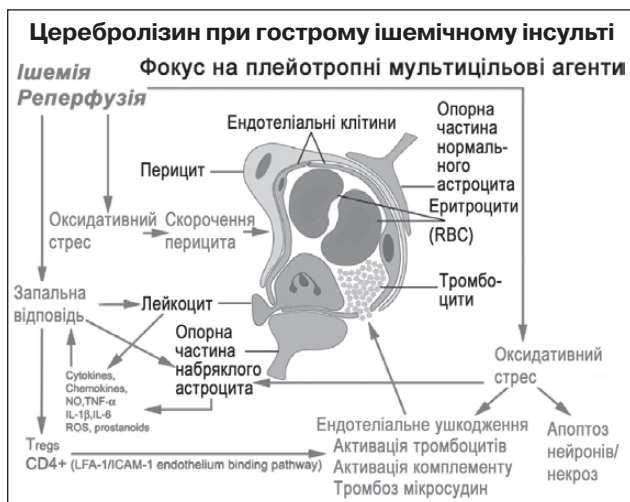 Церебролізин при гострому ішемічному інсульті
Ішемія
Реперфузія
Фокус на плейотропні мультицільові агенти
Ендотеліальні клітини
Опорна
частина
нормаль-
ного
астроцита
Перицит
Еритроцити
(RBC)
Оксидативний
стрес
Скорочення
перицита
Тромбо-
цити
Запальна
відповідь
Лейкоцит
Опорна
частина
набряклого
астроцита
Cytokines,
Chemokines,
NO,TNF-α
IL-1β,IL-6
ROS, prostanoids
Оксидативний
стрес
Ендотеліальне ушкодження
Активація тромбоцитів
Активація комплементу
Тромбоз мікросудин
Апоптоз
нейронів/
некроз
Tregs
CD4+ (LFA-1/ICAM-1 endothelium binding pathway)